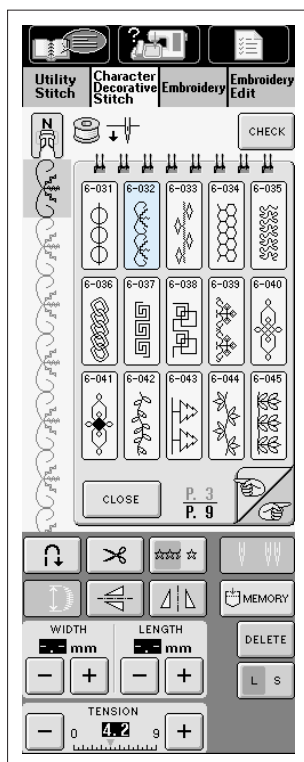 Utility Stitch
Character Decorative Stitch
Embroidery
Embroidery Edit
N
CHECK
6-031 6-032 6-033 6-034 6-035
6-036 6-037 6-038 6-039 6-040
6-041 6-042 6-043 6-044 6-045
CLOSE
P. 3
P. 9
MEMORY
WIDTH LENGTH
-.- mm -.- mm
DELETE
− + − +
L S
TENSION
− 0 4.2 9 +